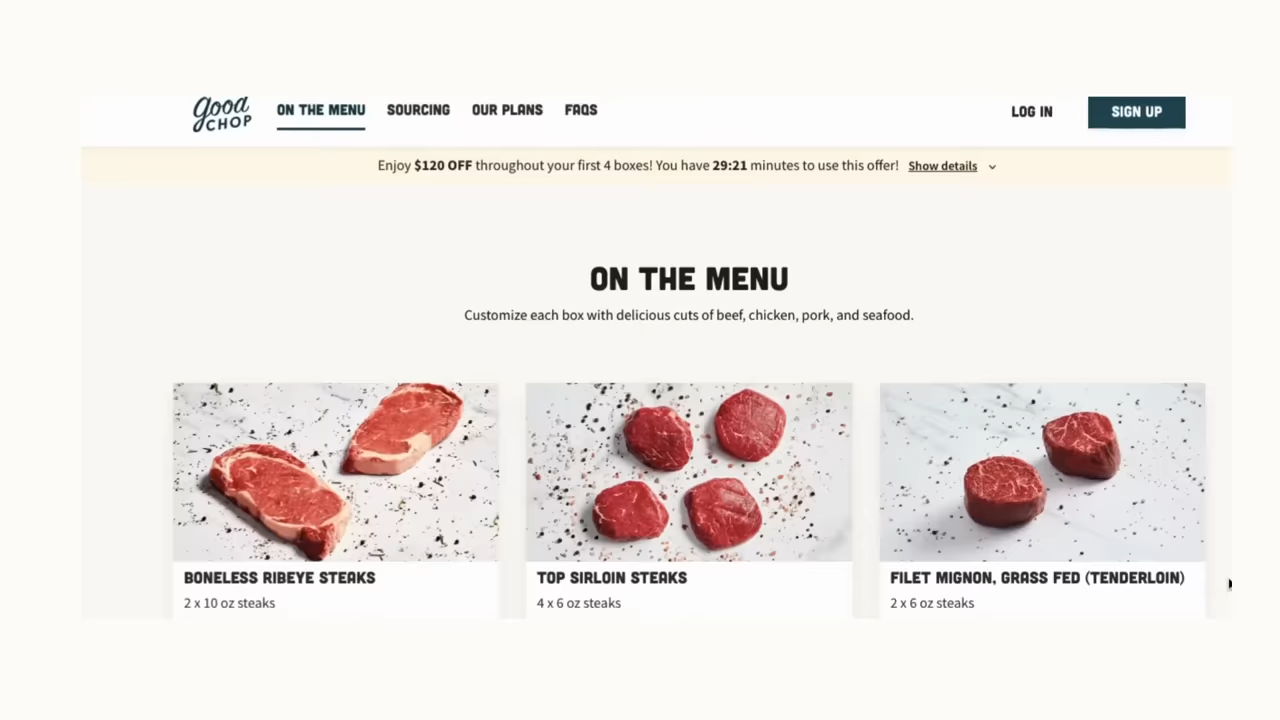 good
CHOP
ON THE MENU
SOURCING
OUR PLANS
FAQS
LOG IN
SIGN UP
Enjoy $120 OFF throughout your first 4 boxes! You have 29:21 minutes to use this offer! Show details
ON THE MENU
Customize each box with delicious cuts of beef, chicken, pork, and seafood.
BONELESS RIBEYE STEAKS
2 x 10 oz steaks
TOP SIRLOIN STEAKS
4 x 6 oz steaks
FILET MIGNON, GRASS FED (TENDERLOIN)
2 x 6 oz steaks